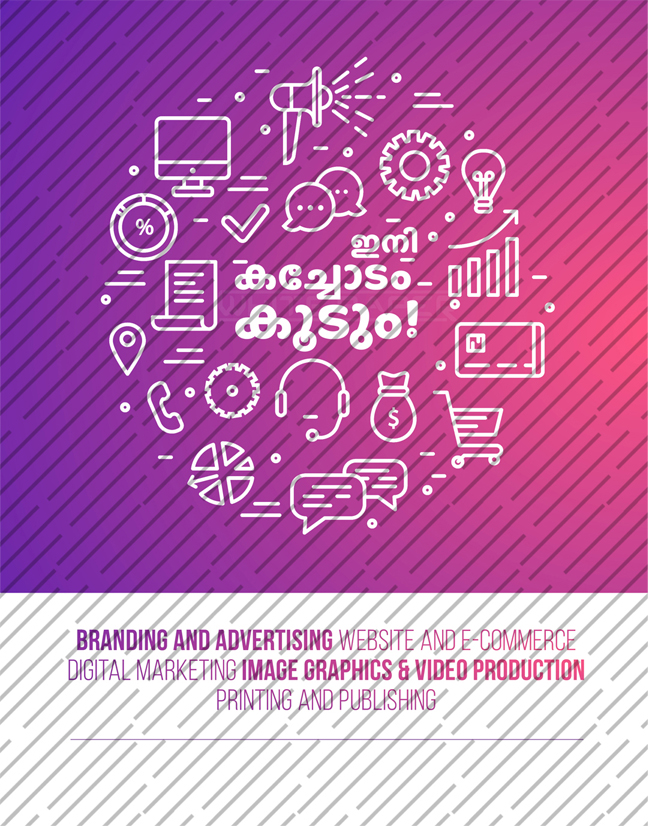 %
ഇനി
കച്ചോടം
കൂടും!
$
BRANDING AND ADVERTISING WEBSITE AND E-COMMERCE
DIGITAL MARKETING IMAGE GRAPHICS & VIDEO PRODUCTION
PRINTING AND PUBLISHING